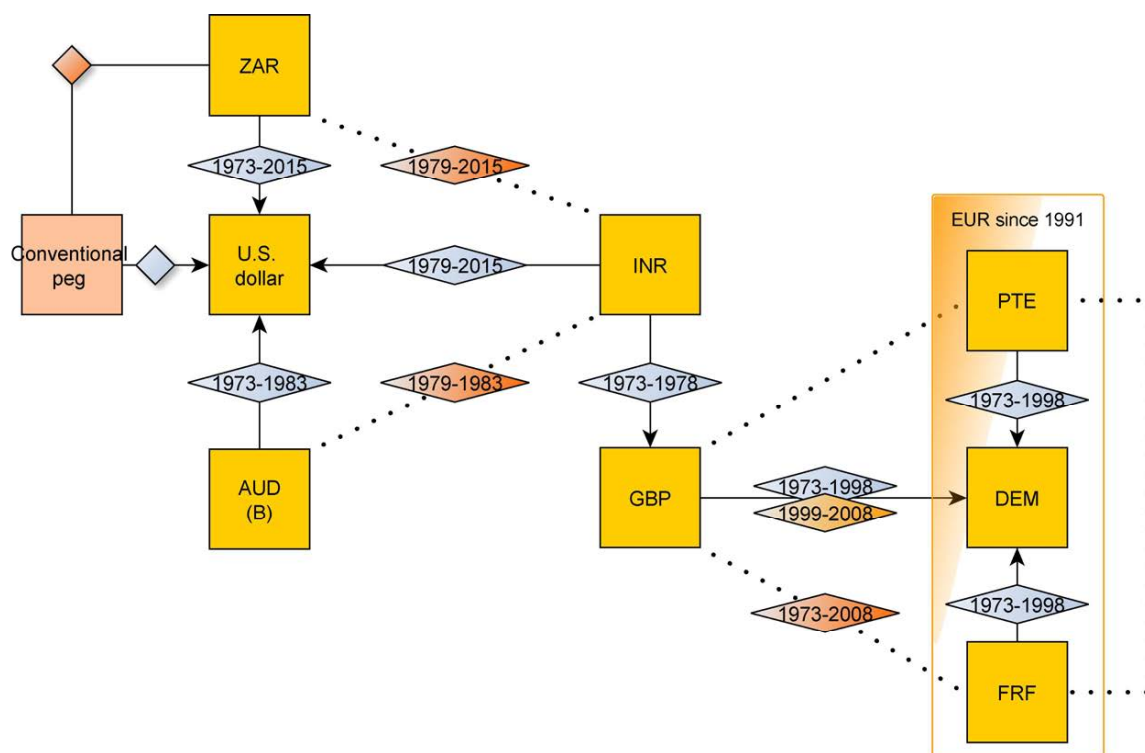 ZAR
1973-2015
1979-2015
Conventional
peg
U.S.
dollar
1979-2015
INR
EUR since 1991
PTE
1973-1983
1979-1983
1973-1978
1973-1998
AUD
(B)
GBP
1973-1998
1999-2008
DEM
1973-2008
1973-1998
FRF